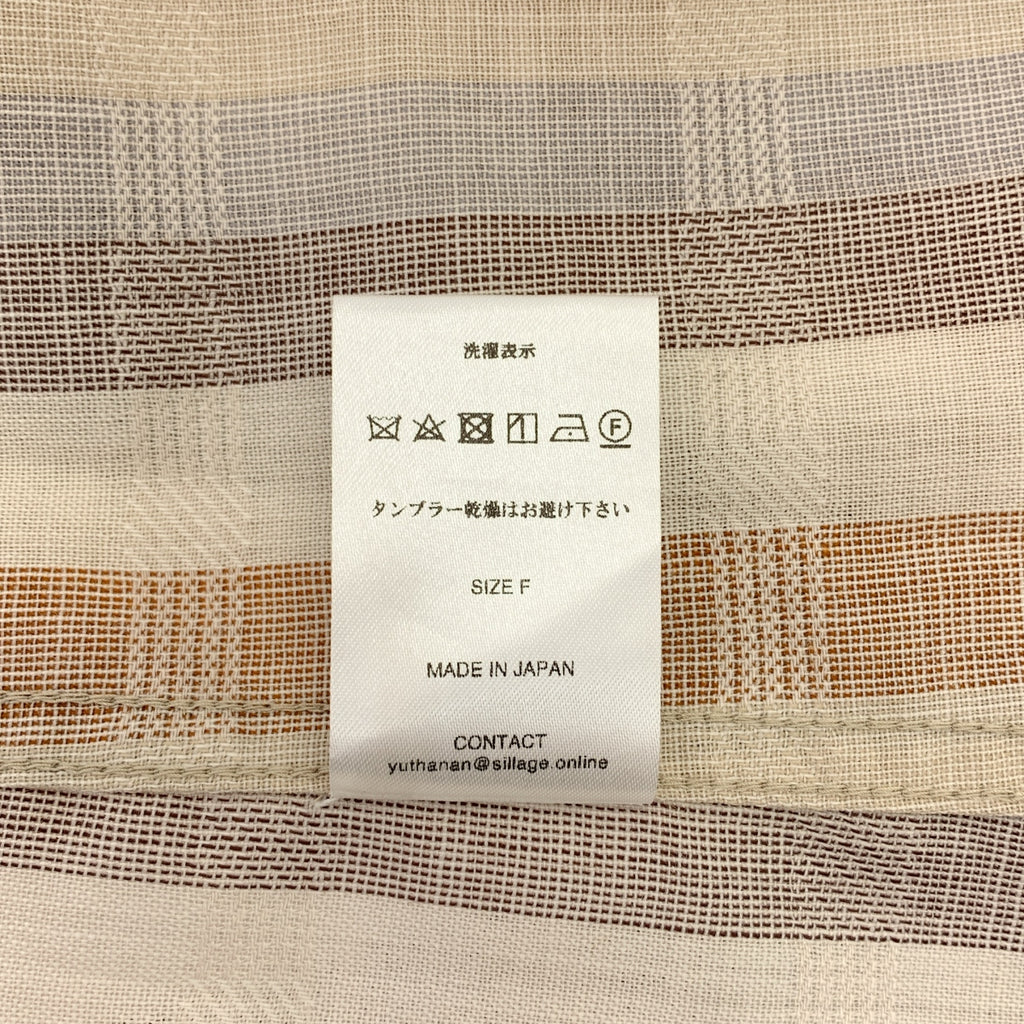 洗濯表示
F
タンブラー乾燥はお避け下さい
SIZE F
MADE IN JAPAN
CONTACT
yuthanan@sillage.online